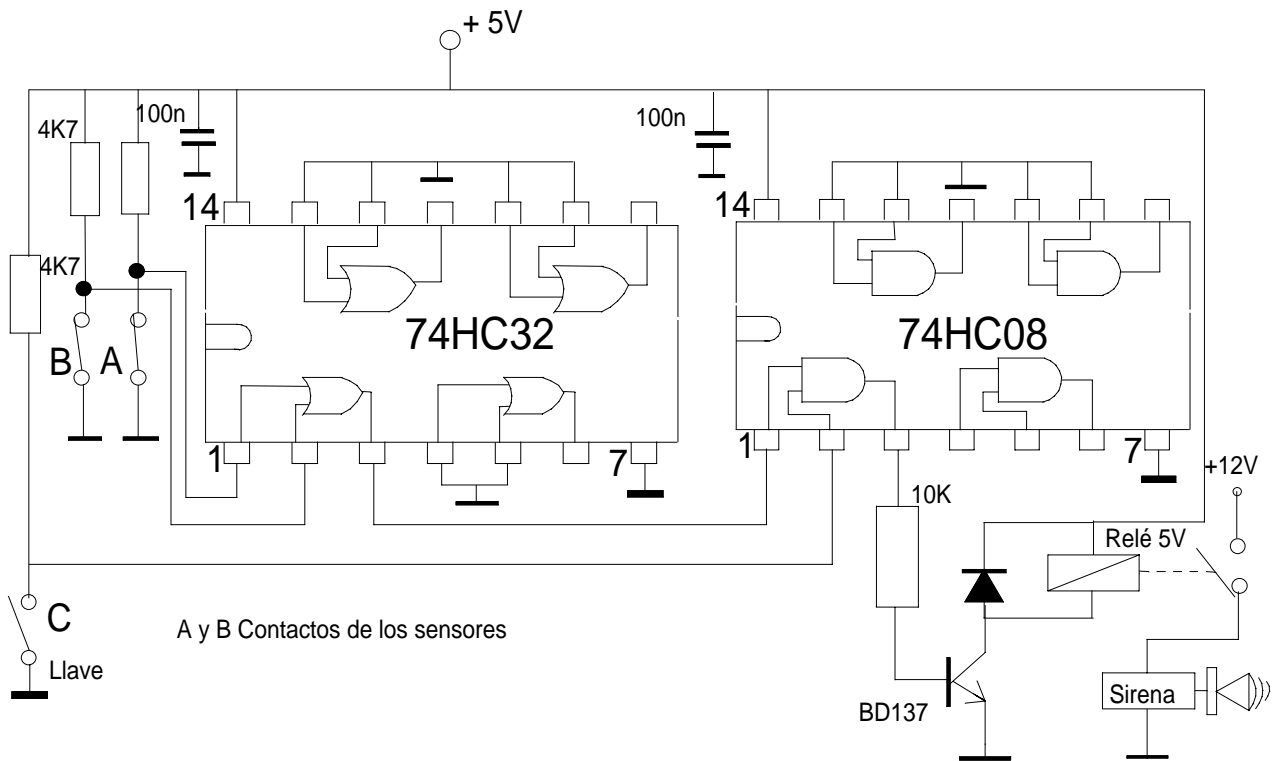 + 5V
100n
100n
4K7
14
14
4K7
74HC32
74HC08
B
A
1
7
1
7
+12V
10K
Relé 5V
C
A y B Contactos de los sensores
Llave
Sirena
BD137